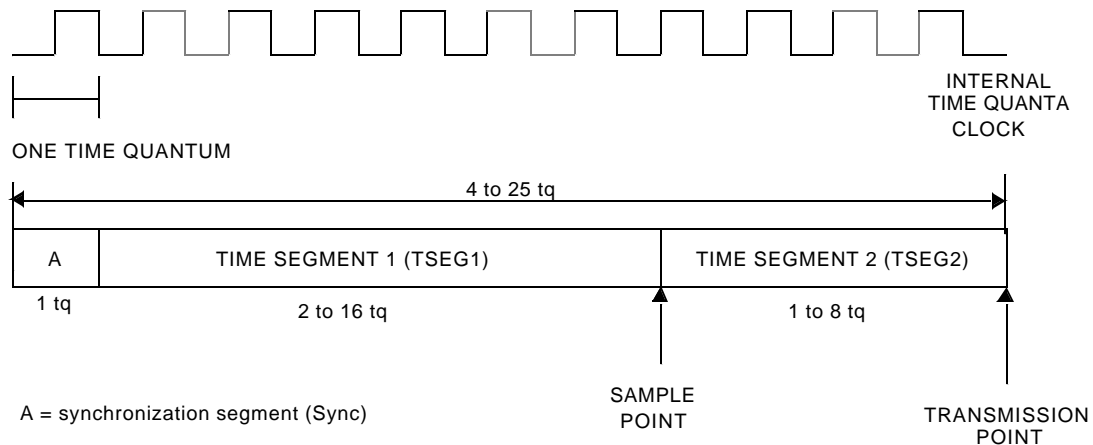 INTERNAL
TIME QUANTA
CLOCK
ONE TIME QUANTUM
4 to 25 tq
A
TIME SEGMENT 1 (TSEG1)
TIME SEGMENT 2 (TSEG2)
1 tq
2 to 16 tq
1 to 8 tq
A = synchronization segment (Sync)
SAMPLE
POINT
TRANSMISSION
POINT